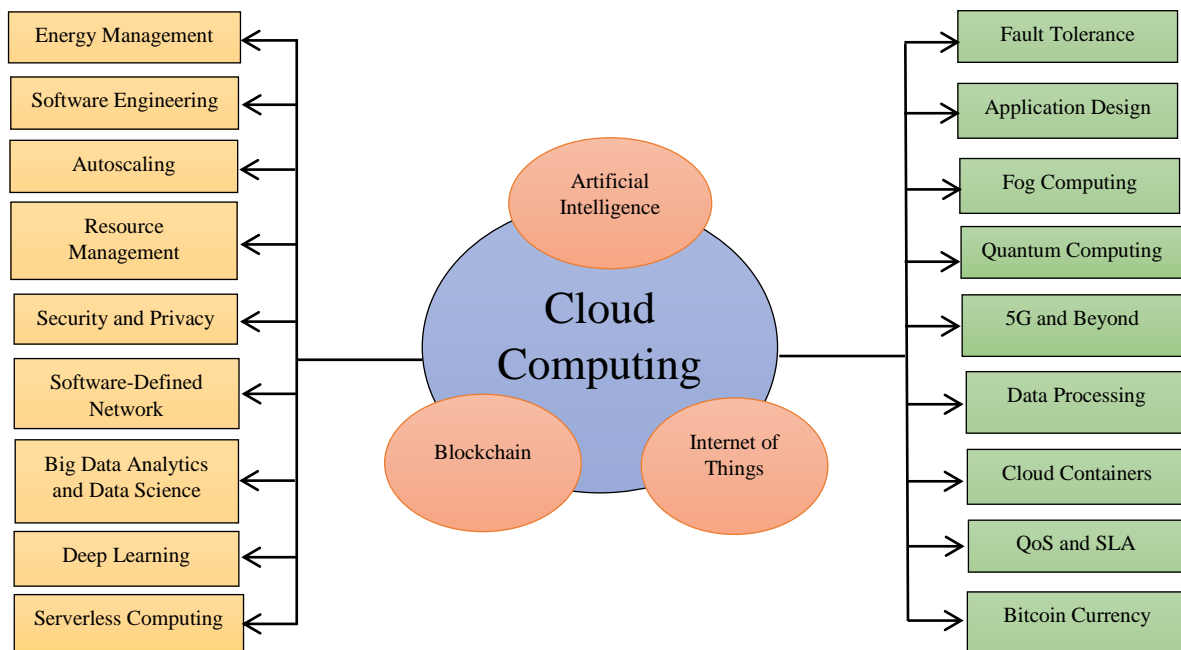 Energy Management
Software Engineering
Autoscaling
Resource
Management
Security and Privacy
Software-Defined
Network
Big Data Analytics
and Data Science
Deep Learning
Serverless Computing
Artificial
Intelligence
Cloud
Computing
Blockchain
Internet of
Things
Fault Tolerance
Application Design
Fog Computing
Quantum Computing
5G and Beyond
Data Processing
Cloud Containers
QoS and SLA
Bitcoin Currency